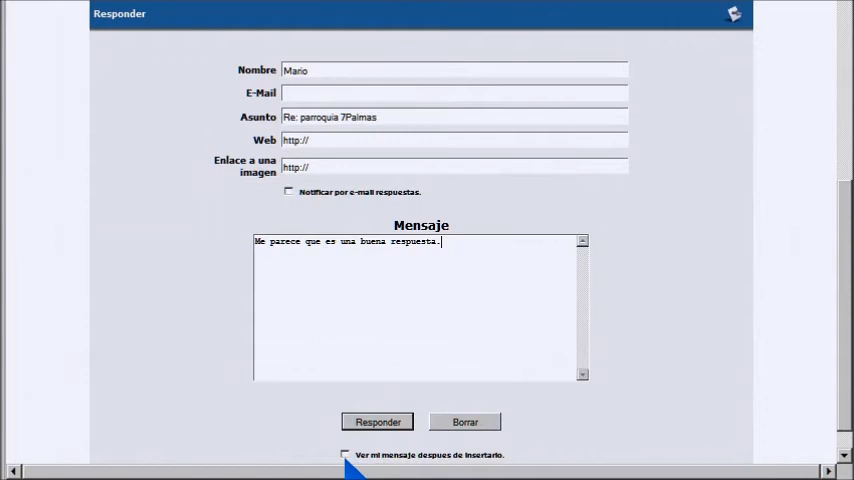 Responder
Nombre Mario
E-Mail
Asunto Re: parroquia 7Palmas
Web http://
Enlace a una
imagen http://
Notificar por e-mail respuestas.
Mensaje
Me parece que es una buena respuesta.
Responder Borrar
Ver mi mensaje despues de insertarlo.